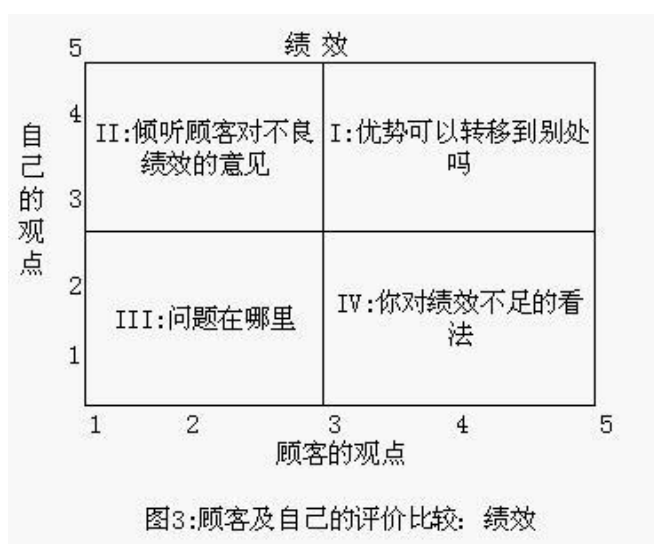 绩效
5
4
3
2
1
自己的观点
II:倾听顾客对不良
绩效的意见
I:优势可以转移到别处
吗
III:问题在哪里
IV:你对绩效不足的看
法
1 2 3 4 5
顾客的观点
图3:顾客及自己的评价比较: 绩效